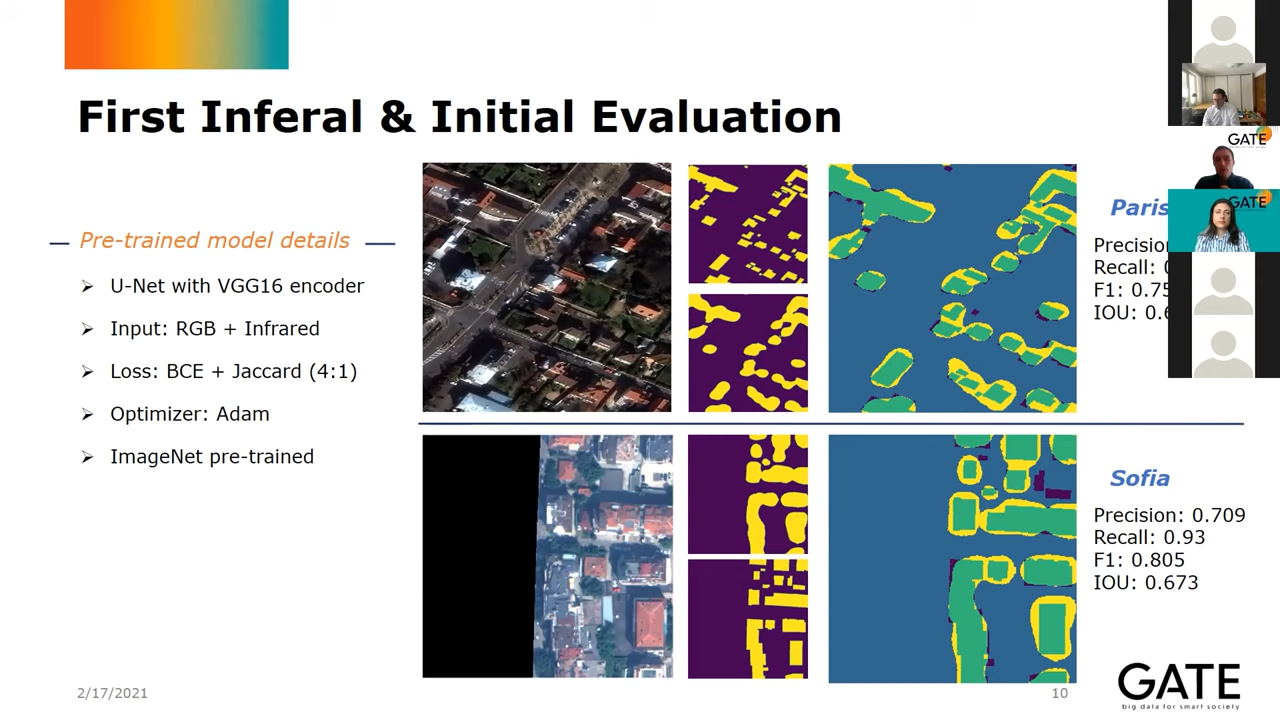 First Inferal & Initial Evaluation
Pre-trained model details
U-Net with VGG16 encoder
Input: RGB + Infrared
Loss: BCE + Jaccard (4:1)
Optimizer: Adam
ImageNet pre-trained
Paris
Recall:
F1: 0.75
IOU: 0.6
Sofia
Precision: 0.709
Recall: 0.93
F1: 0.805
IOU: 0.673
2/17/2021
10
GATE
big data for smart society
GATE
GATE